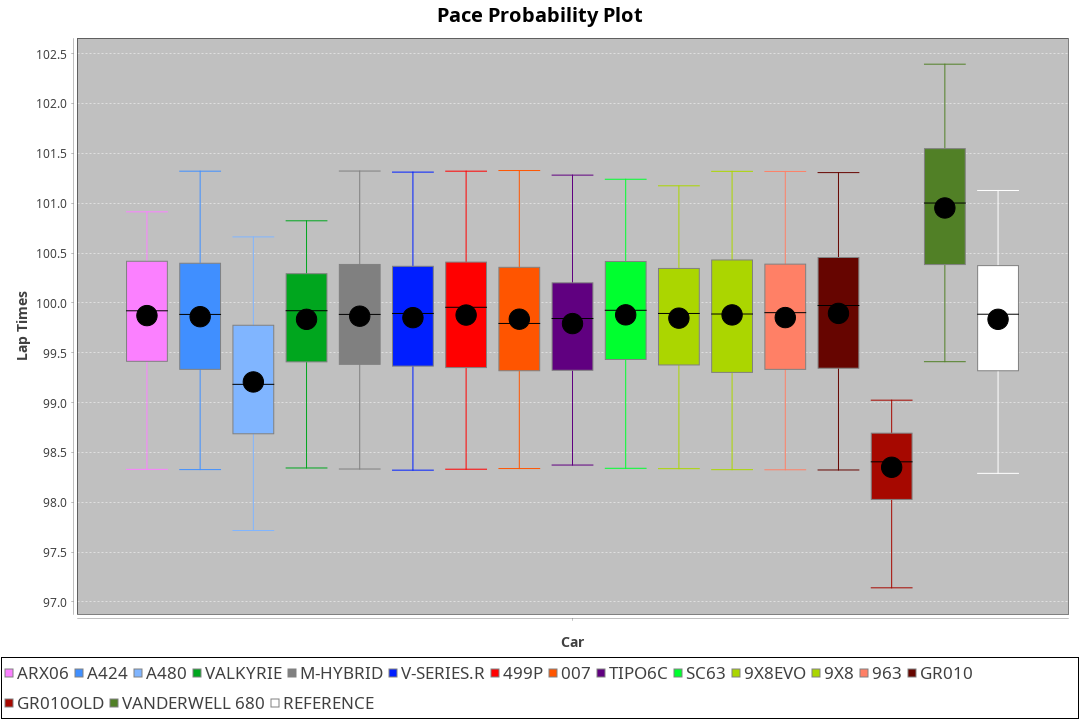 Pace Probability Plot
102.5
102.0
101.5
101.0
100.5
100.0
99.5
99.0
98.5
98.0
97.5
97.0
Lap Times
Car
ARX06 A424 A480 VALKYRIE M-HYBRID V-SERIES.R 499P 007 TIPO6C SC63 9X8EVO 9X8 963 GR010
GR010OLD VANDERWELL 680 REFERENCE